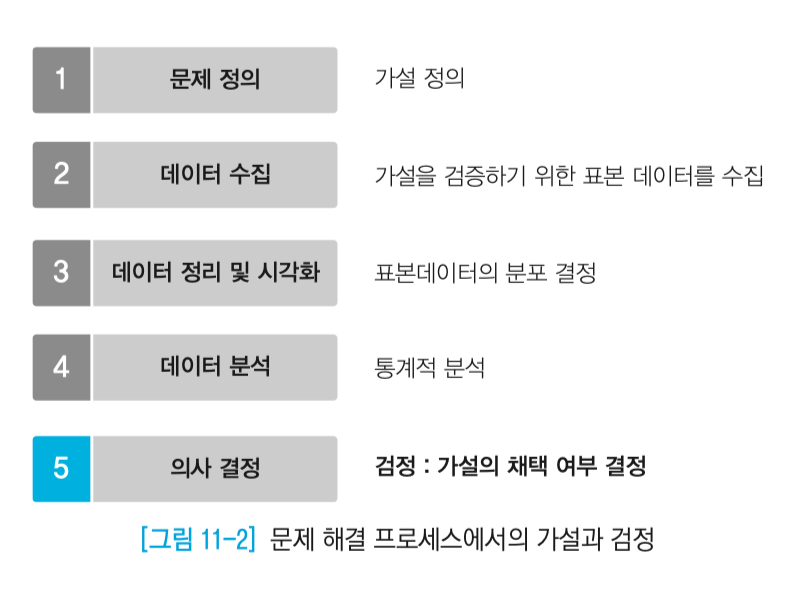 1 문제 정의 가설 정의
2 데이터 수집 가설을 검증하기 위한 표본 데이터를 수집
3 데이터 정리 및 시각화 표본데이터의 분포 결정
4 데이터 분석 통계적 분석
5 의사 결정 검정 : 가설의 채택 여부 결정
[그림 11-2] 문제 해결 프로세스에서의 가설과 검정